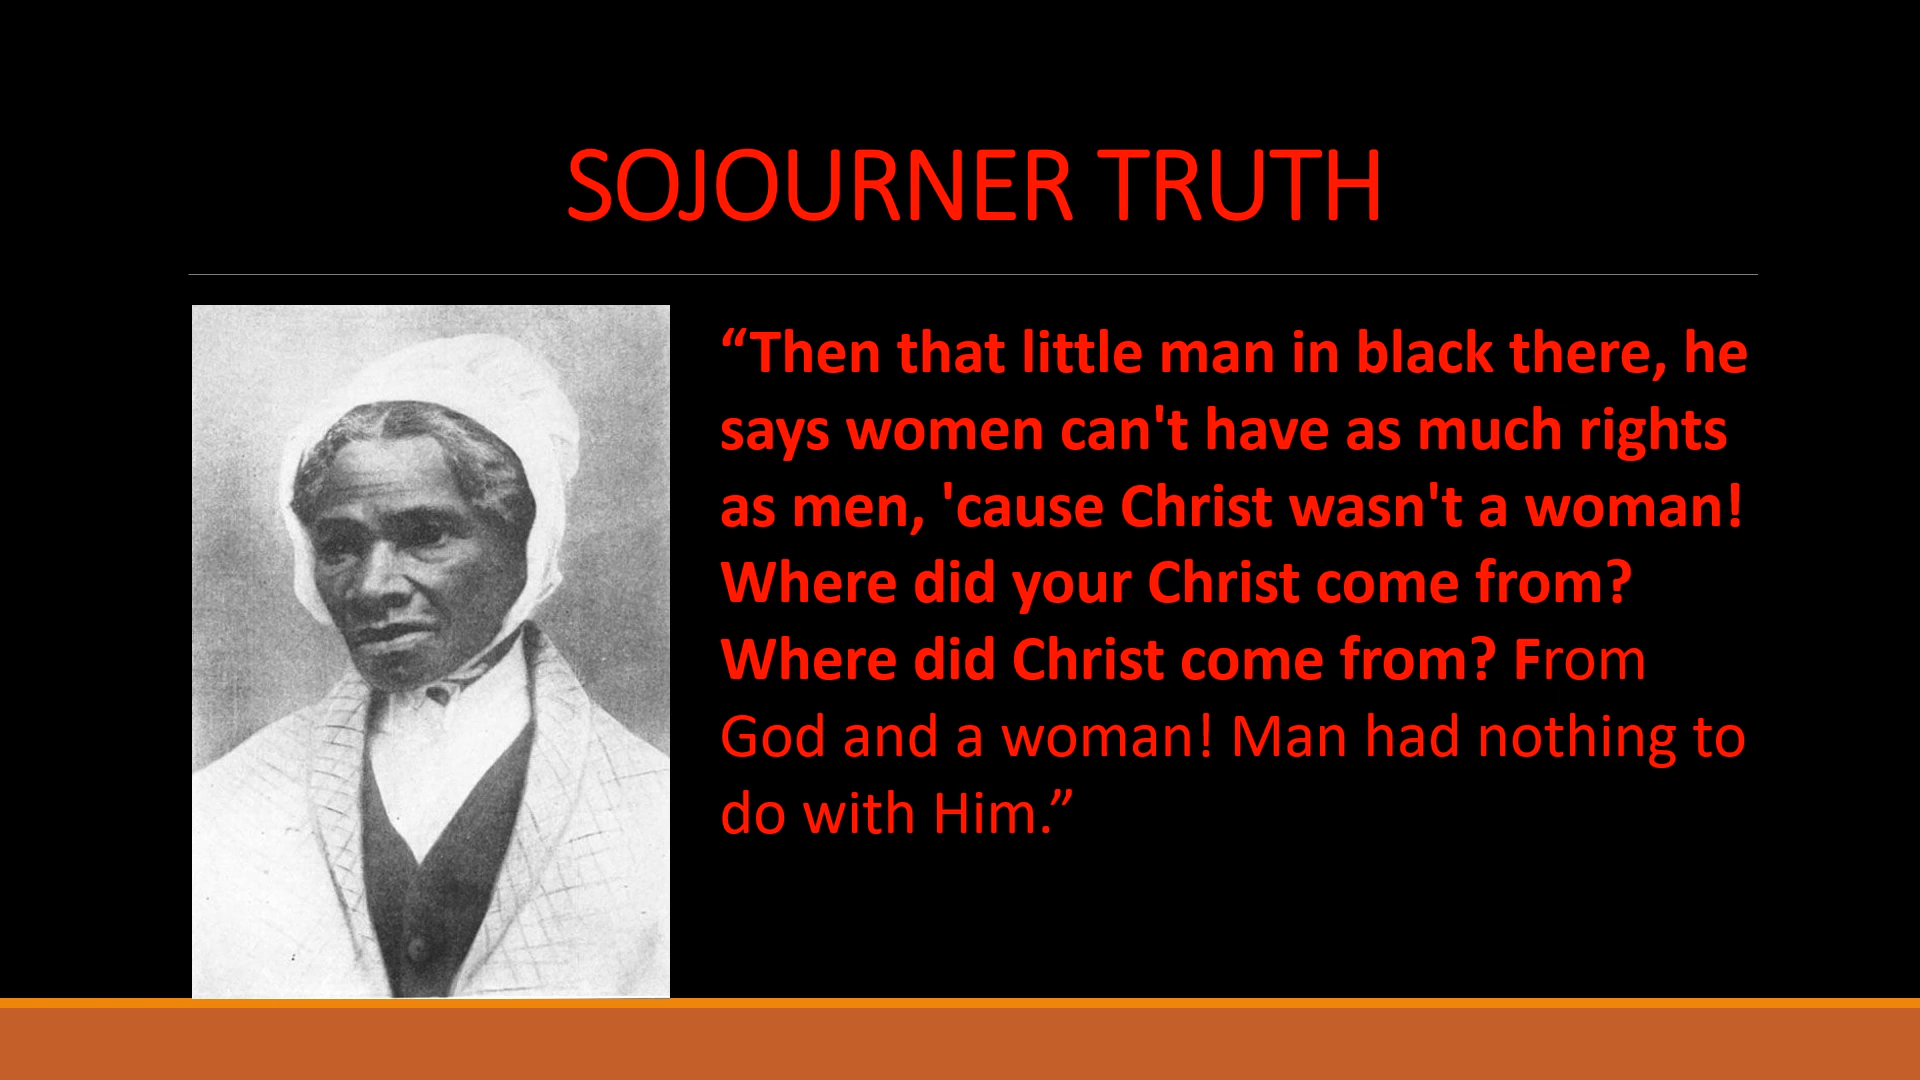 SOJOURNER TRUTH
“Then that little man in black there, he
says women can't have as much rights
as men, 'cause Christ wasn't a woman!
Where did your Christ come from?
Where did Christ come from? From
God and a woman! Man had nothing to
do with Him.”